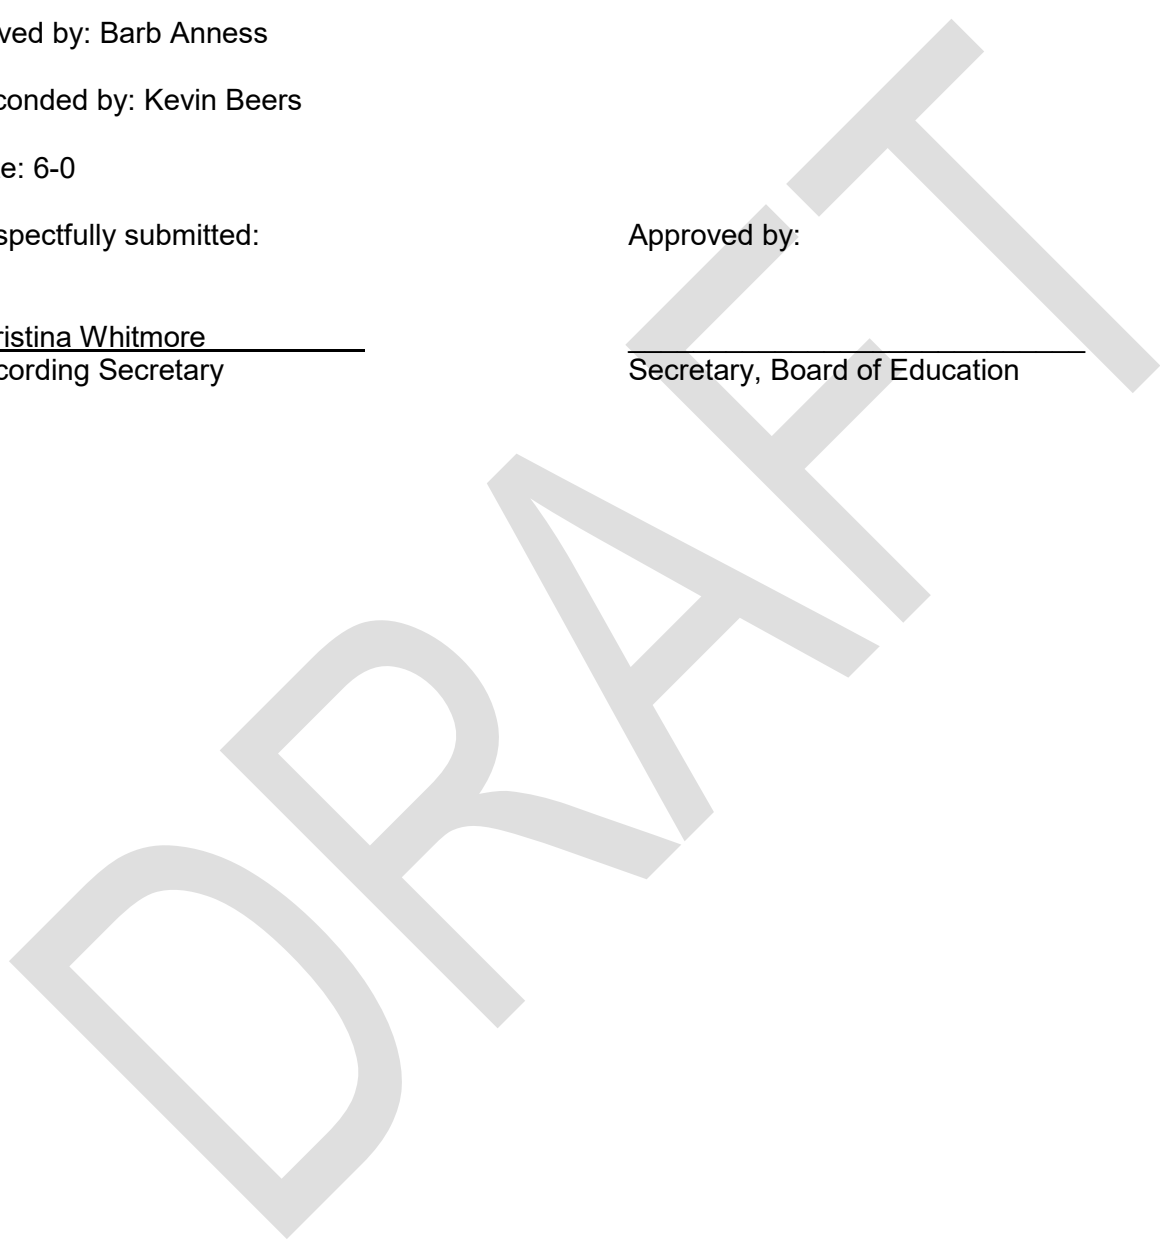 ved by: Barb Anness
conded by: Kevin Beers
e: 6-0
spectfully submitted:
Approved by:
ristina Whitmore
cording Secretary
Secretary, Board of Education
DRAFT